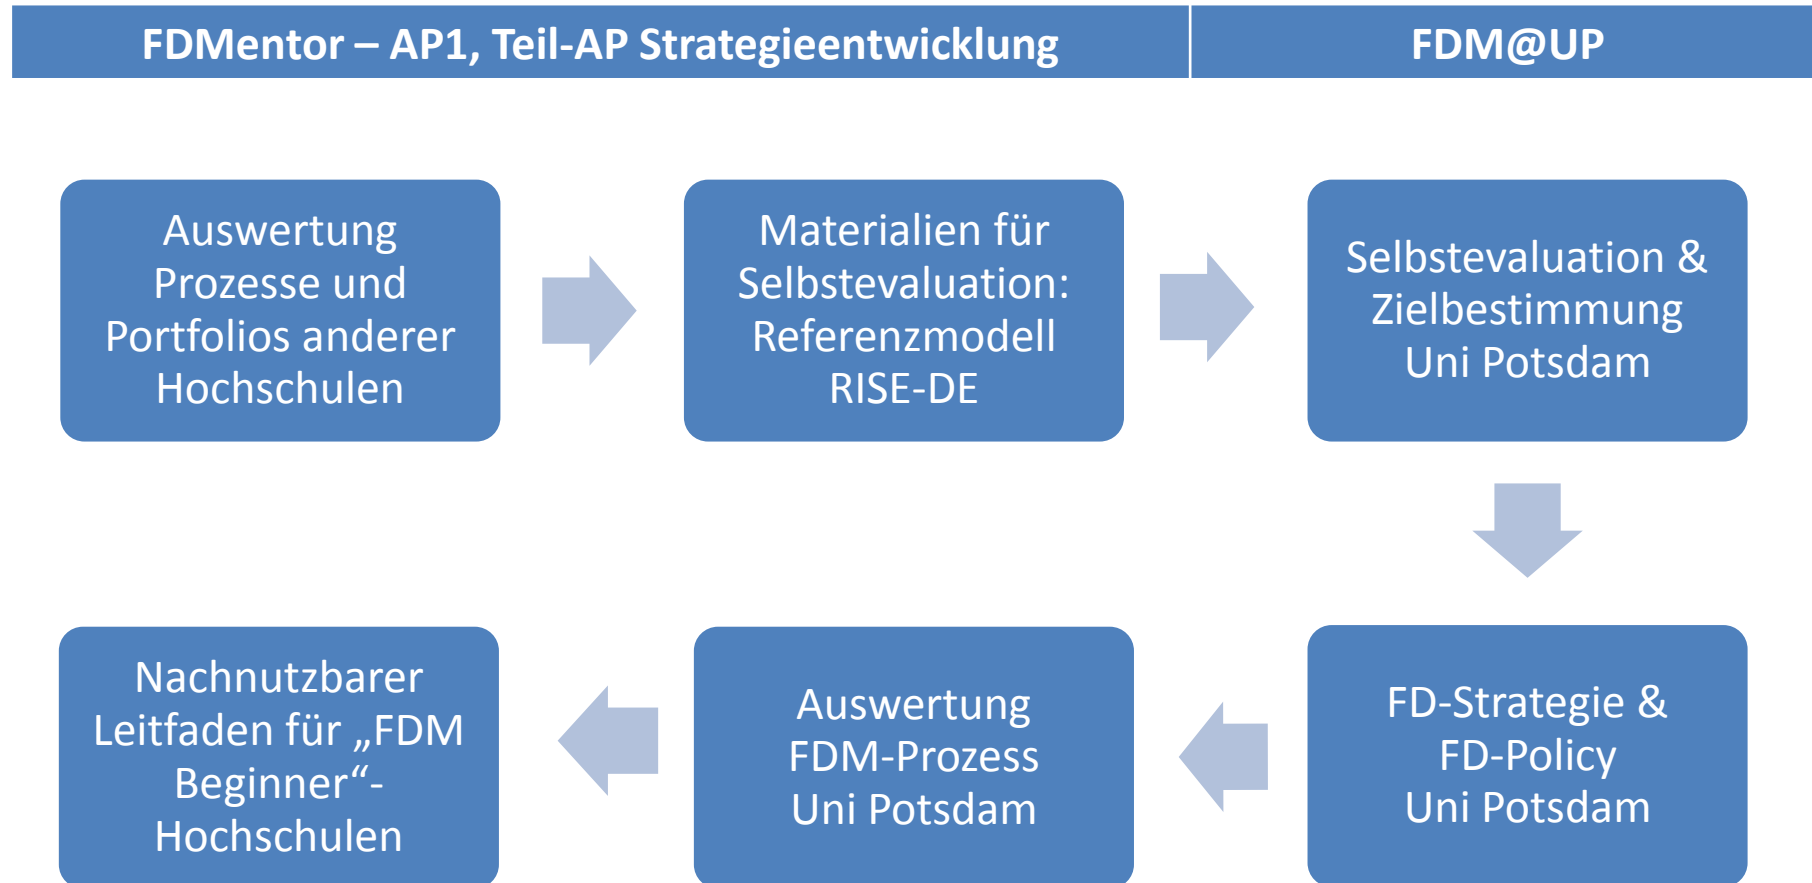 FDMentor – AP1, Teil-AP Strategieentwicklung
FDM@UP
Auswertung
Prozesse und
Portfolios anderer
Hochschulen
Materialien für
Selbstevaluation:
Referenzmodell
RISE-DE
Selbstevaluation &
Zielbestimmung
Uni Potsdam
FD-Strategie &
FD-Policy
Uni Potsdam
Auswertung
FDM-Prozess
Uni Potsdam
Nachnutzbarer
Leitfaden für „FDM
Beginner“-
Hochschulen